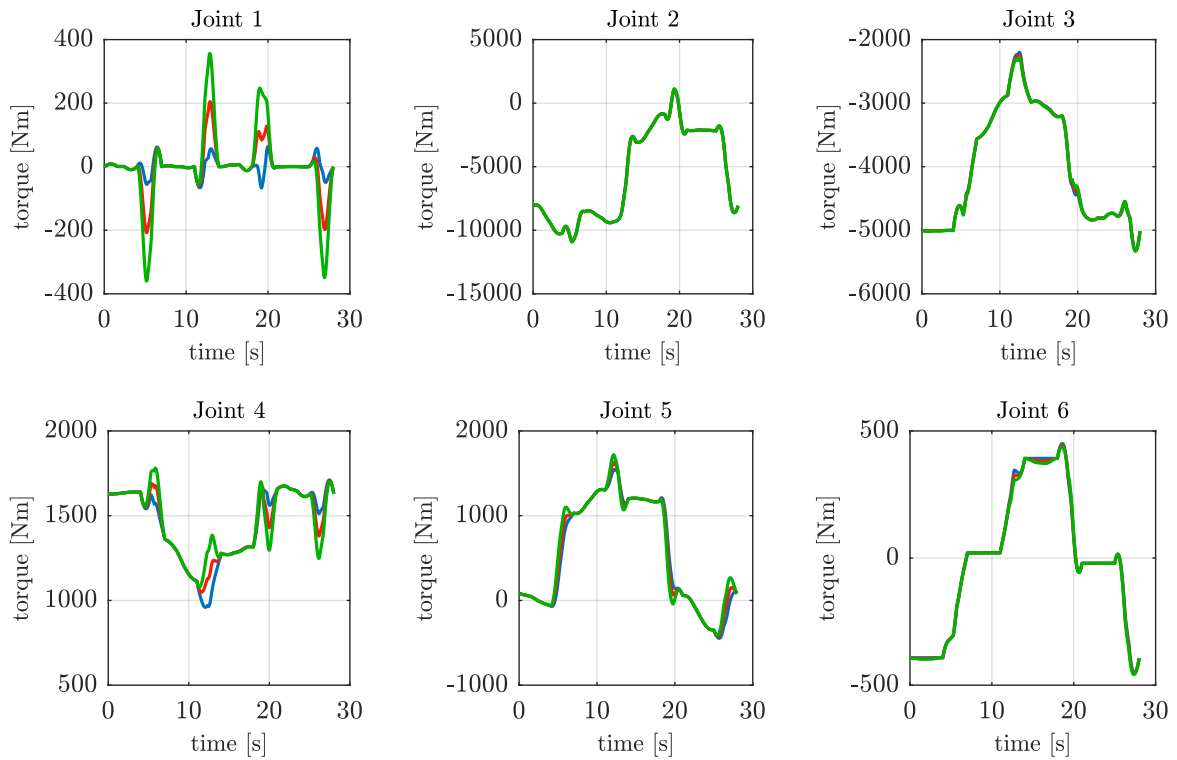 Joint 1
400
200
0
-200
-400
torque [Nm]
0 10 20 30
time [s]
Joint 2
5000
0
-5000
-10000
-15000
torque [Nm]
0 10 20 30
time [s]
Joint 3
-2000
-3000
-4000
-5000
-6000
torque [Nm]
0 10 20 30
time [s]
Joint 4
2000
1500
1000
500
torque [Nm]
0 10 20 30
time [s]
Joint 5
2000
1000
0
-1000
torque [Nm]
0 10 20 30
time [s]
Joint 6
500
0
-500
torque [Nm]
0 10 20 30
time [s]